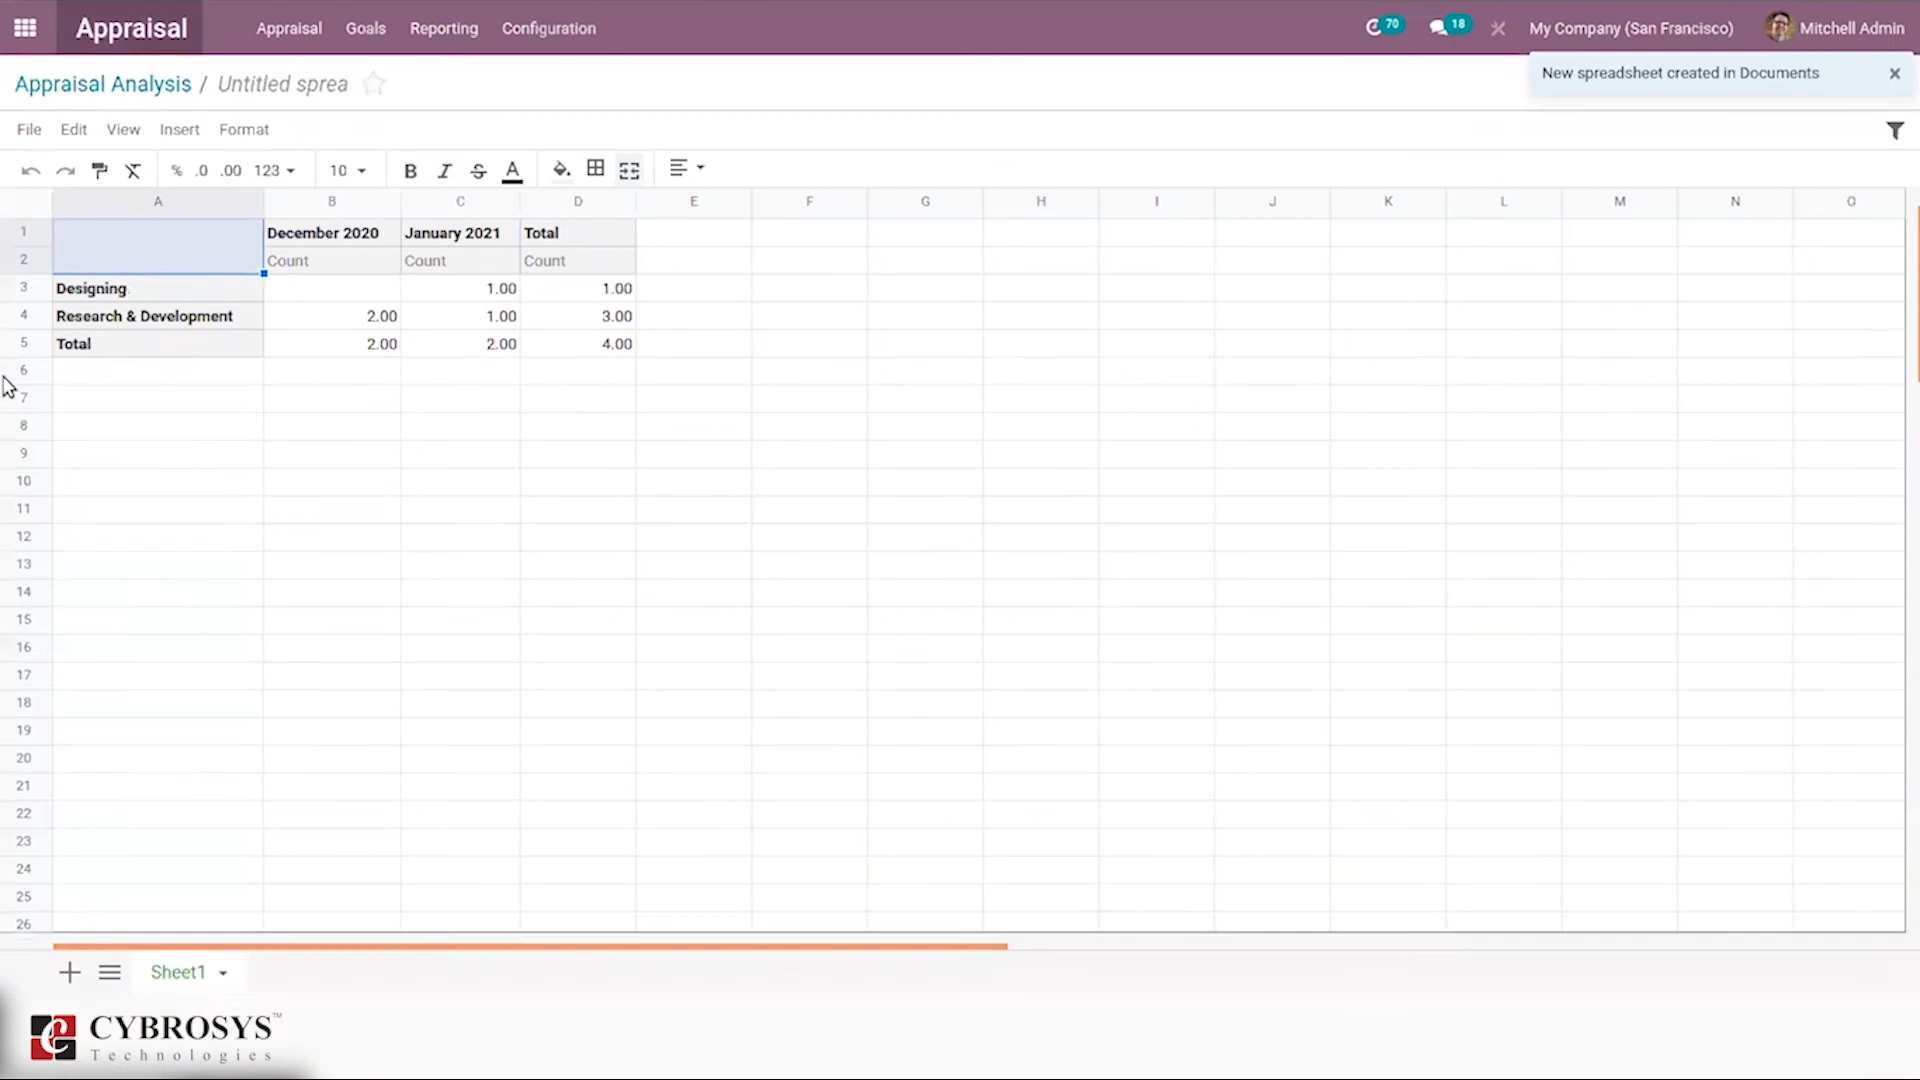 Appraisal Appraisal Goals Reporting Configuration 70 18 My Company (San Francisco) Mitchell Admin
New spreadsheet created in Documents ×
Appraisal Analysis / Untitled sprea
File Edit View Insert Format
% .0 .00 123 10 B I S A
A B C D E F G H I J K L M N O
1 December 2020 January 2021 Total
2 Count Count Count
3 Designing 1.00 1.00
4 Research & Development 2.00 1.00 3.00
5 Total 2.00 2.00 4.00
6
7
8
9
10
11
12
13
14
15
16
17
18
19
20
21
22
23
24
25
26
Sheet1
CYBROSYS™
Technologies